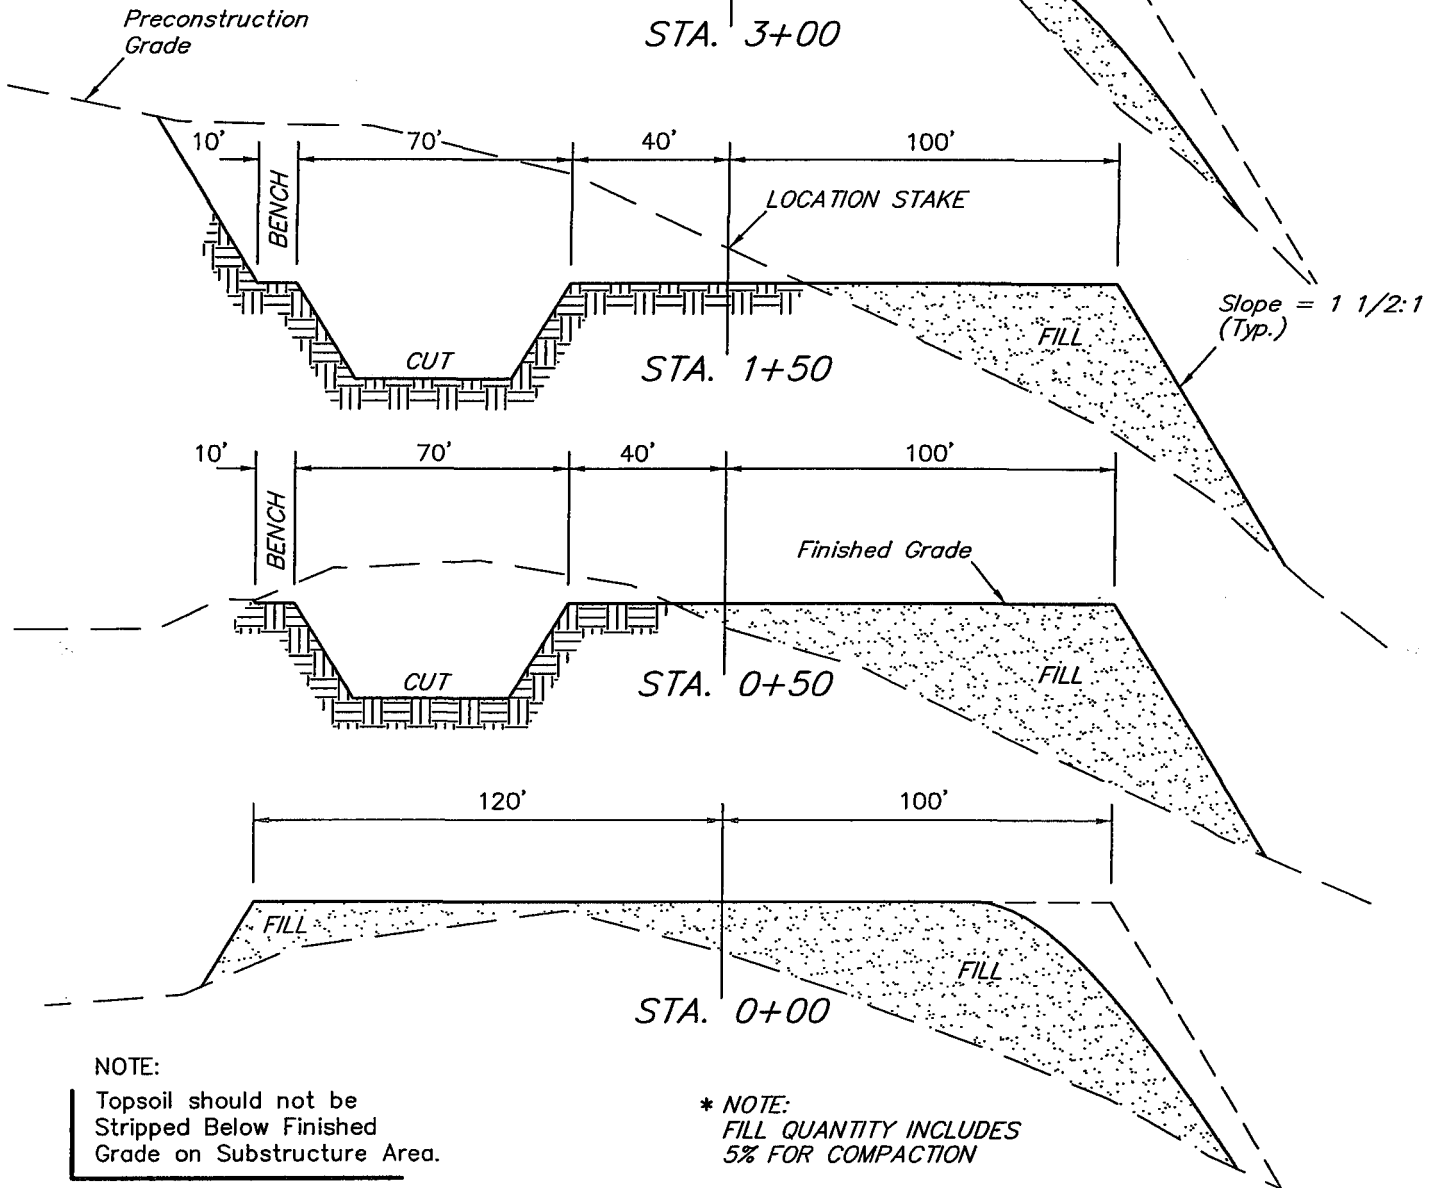 Preconstruction
Grade
STA. 3+00
10'
70'
40'
100'
BENCH
LOCATION STAKE
Slope = 1 1/2:1
(Typ.)
FILL
CUT
STA. 1+50
10'
70'
40'
100'
BENCH
Finished Grade
CUT
STA. 0+50
FILL
120'
100'
FILL
FILL
STA. 0+00
NOTE:
Topsoil should not be
Stripped Below Finished
Grade on Substructure Area.
* NOTE:
FILL QUANTITY INCLUDES
5% FOR COMPACTION